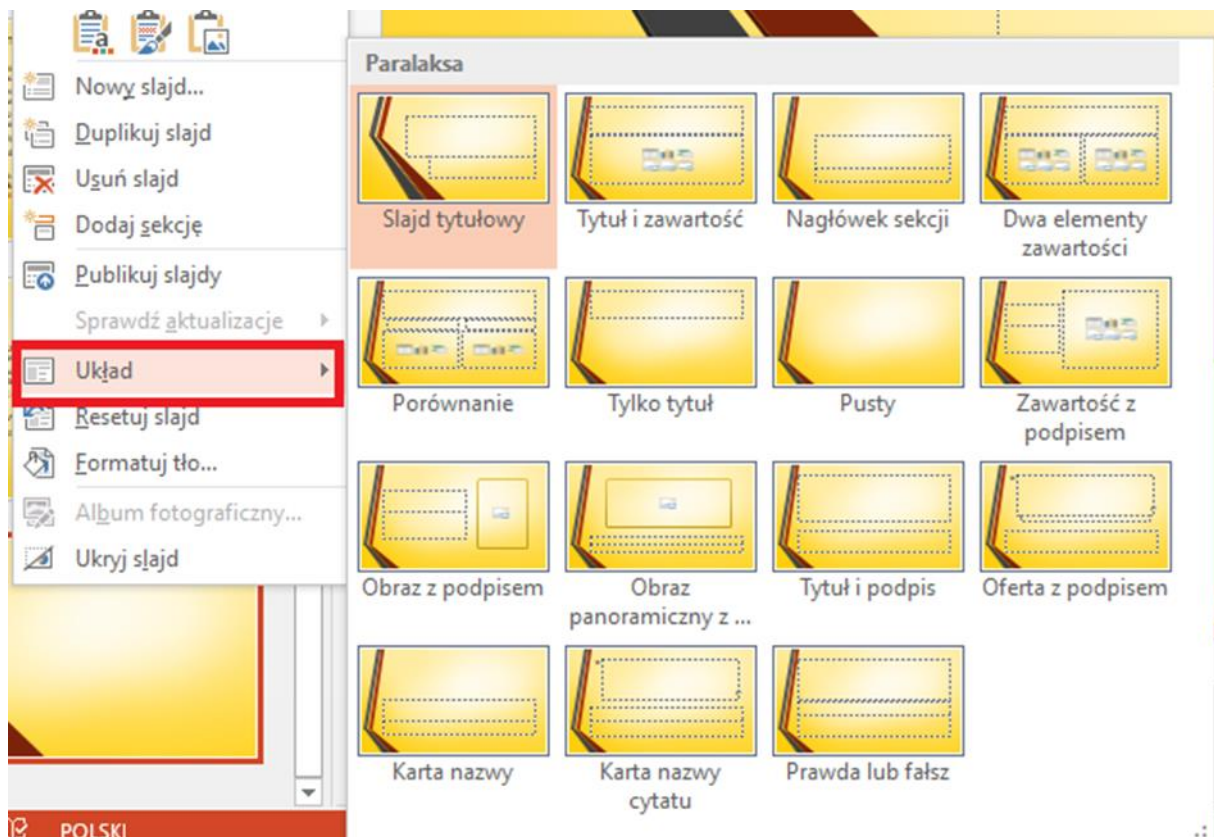 Nowy slajd...
Duplikuj slajd
Usuń slajd
Dodaj sekcję
Publikuj slajdy
Sprawdź aktualizacje
Układ
Resetuj slajd
Formatuj tło...
Album fotograficzny...
Ukryj slajd
POLSKI
Paralaksa
Slajd tytułowy
Tytuł i zawartość
Nagłówek sekcji
Dwa elementy
zawartości
Porównanie
Tylko tytuł
Pusty
Zawartość z
podpisem
Obraz z podpisem
Obraz
panoramiczny z ...
Tytuł i podpis
Oferta z podpisem
Karta nazwy
Karta nazwy
cytatu
Prawda lub fałsz